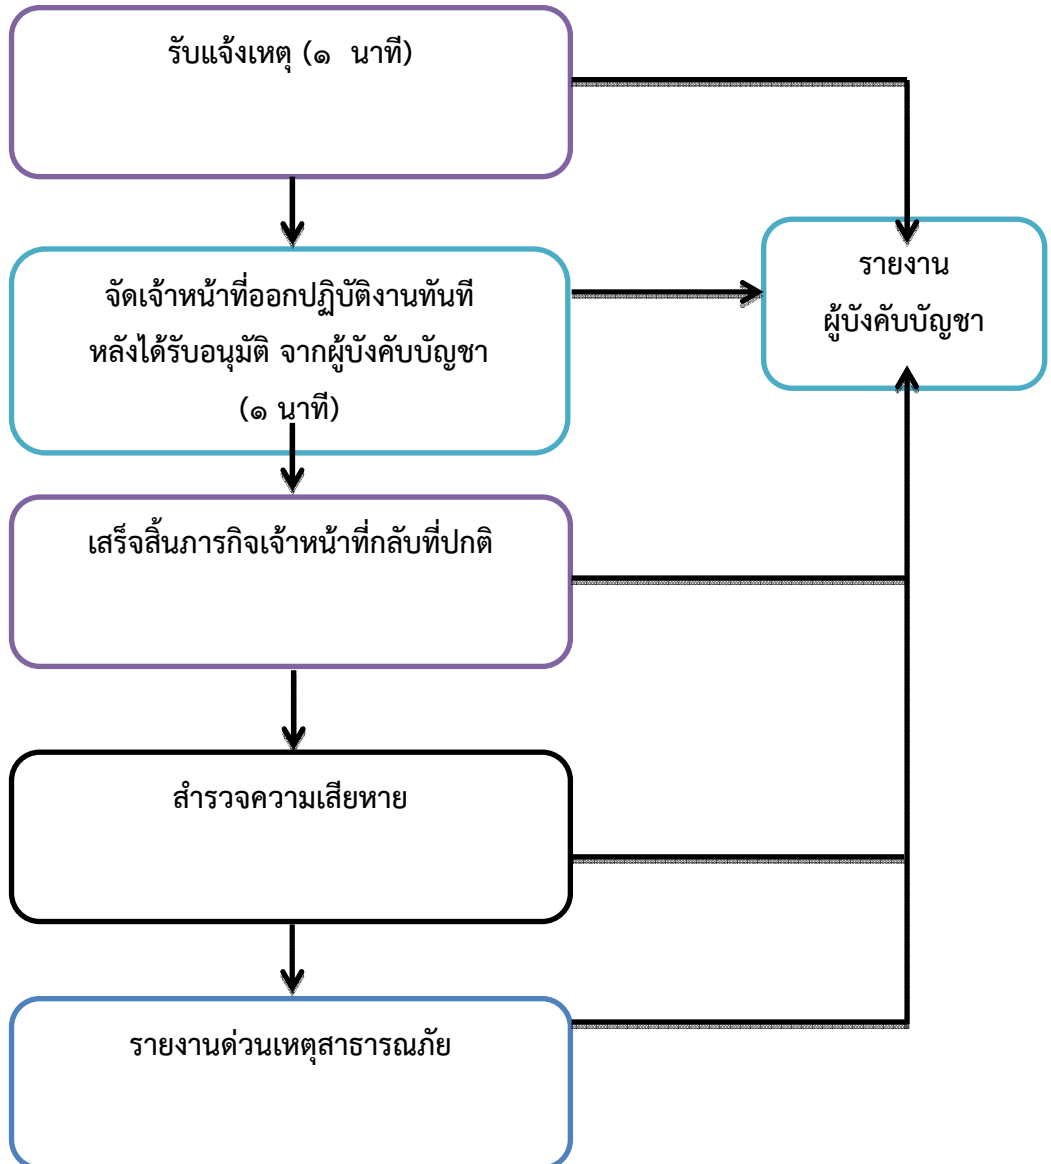 รับแจ้งเหตุ (๑ นาที)
จัดเจ้าหน้าที่ออกปฏิบัติงานทันที
หลังได้รับอนุมัติ จากผู้บังคับบัญชา
(๑ นาที)
รายงาน
ผู้บังคับบัญชา
เสร็จสิ้นภารกิจเจ้าหน้าที่กลับที่ปกติ
สำรวจความเสียหาย
รายงานด่วนเหตุสาธารณภัย